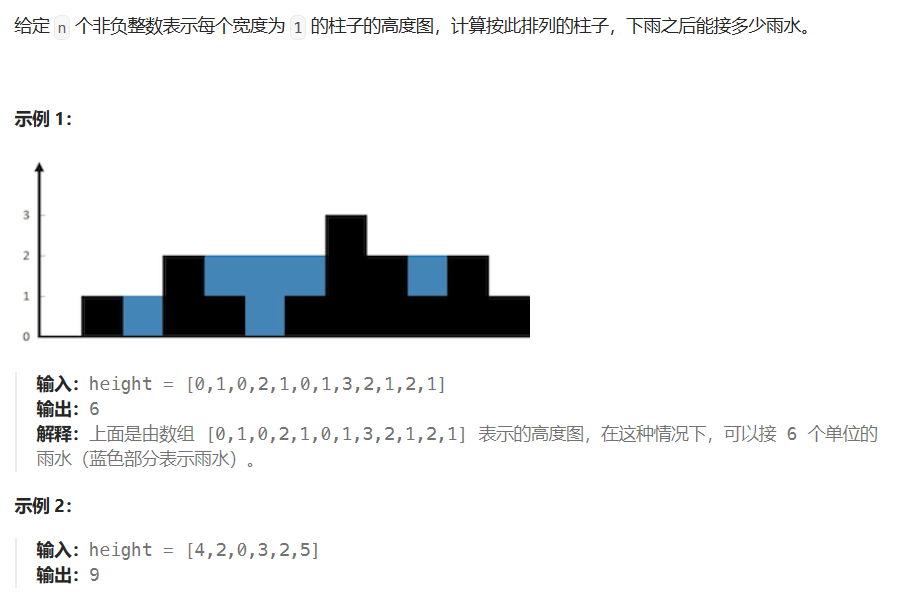 给定 n 个非负整数表示每个宽度为 1 的柱子的高度图，计算按此排列的柱子，下雨之后能接多少雨水。
示例 1：
3
2
1
0
输入：height = [0,1,0,2,1,0,1,3,2,1,2,1]
输出：6
解释：上面是由数组 [0,1,0,2,1,0,1,3,2,1,2,1] 表示的高度图，在这种情况下，可以接 6 个单位的
雨水（蓝色部分表示雨水）。
示例 2：
输入：height = [4,2,0,3,2,5]
输出：9